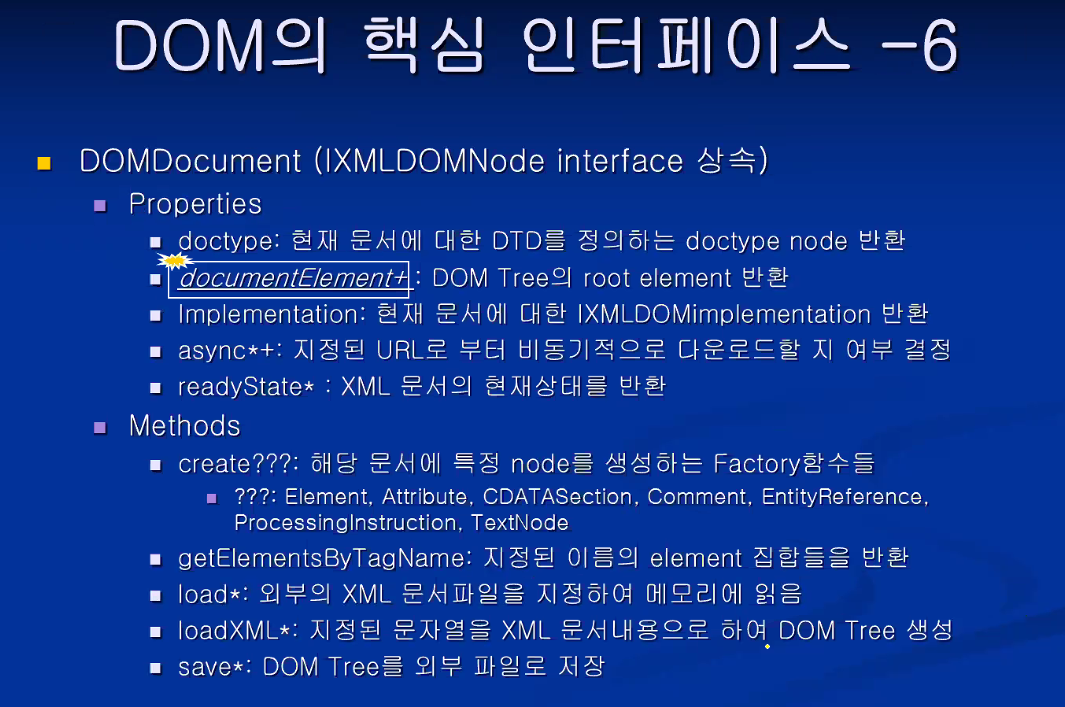 DOM의 핵심 인터페이스 -6
DOMDocument (IXMLDOMNode interface 상속)
Properties
doctype: 현재 문서에 대한 DTD를 정의하는 doctype node 반환
documentElement+ : DOM Tree의 root element 반환
Implementation: 현재 문서에 대한 IXMLDOMimplementation 반환
async*+: 지정된 URL로 부터 비동기적으로 다운로드할 지 여부 결정
readyState* : XML 문서의 현재상태를 반환
Methods
create???: 해당 문서에 특정 node를 생성하는 Factory함수들
???: Element, Attribute, CDATASection, Comment, EntityReference,
ProcessingInstruction, TextNode
getElementsByTagName: 지정된 이름의 element 집합들을 반환
load*: 외부의 XML 문서파일을 지정하여 메모리에 읽음
loadXML*: 지정된 문자열을 XML 문서내용으로 하여 DOM Tree 생성
save*: DOM Tree를 외부 파일로 저장